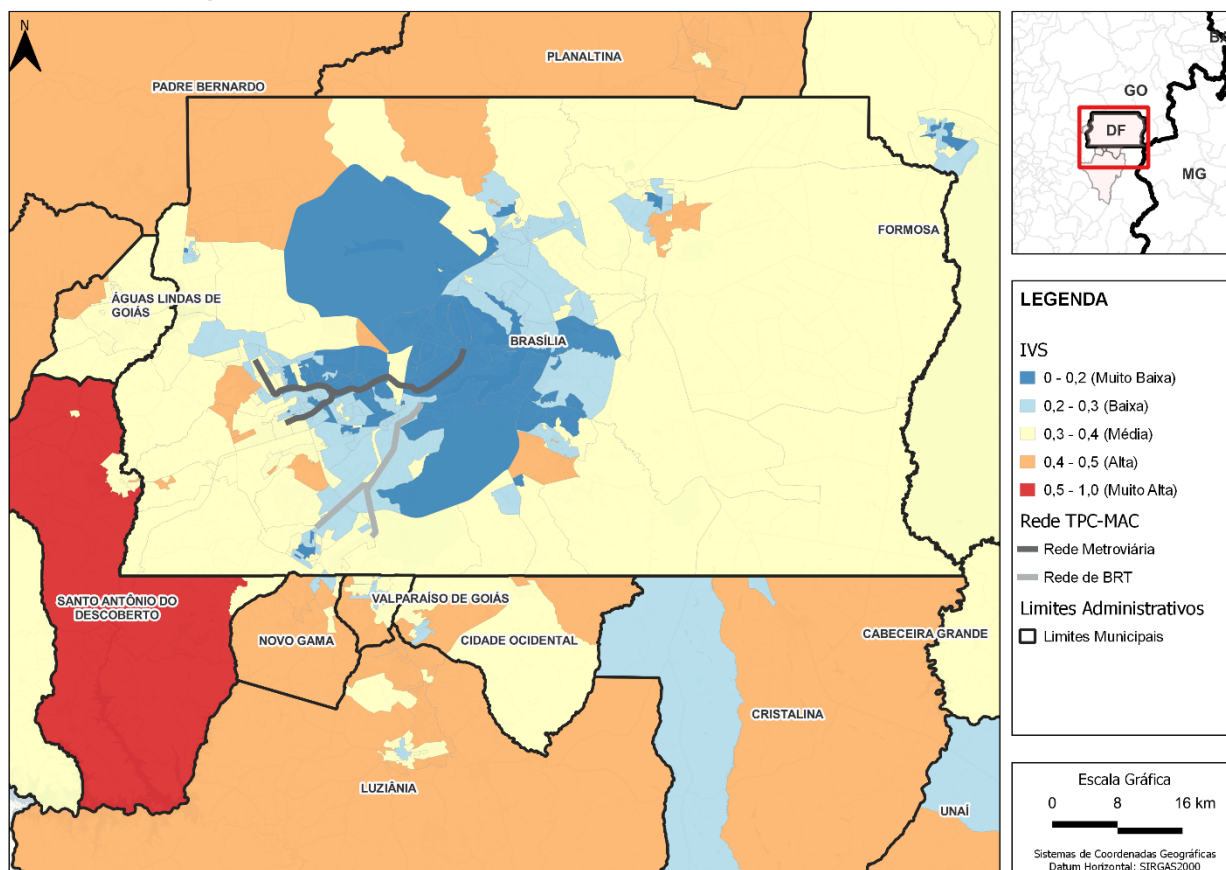 N
PLANALTINA
PADRE BERNARDO
FORMOSA
ÁGUAS LINDAS DE
GOIÁS
BRASÍLIA
SANTO ANTÔNIO DO
DESCOBERTO
VALPARAÍSO DE GOIÁS
NOVO GAMA
CIDADE OCIDENTAL
CABECEIRA GRANDE
CRISTALINA
LUZIÂNIA
UNAÍ
BA
GO
DF
MG
LEGENDA
IVS
0 - 0,2 (Muito Baixa)
0,2 - 0,3 (Baixa)
0,3 - 0,4 (Média)
0,4 - 0,5 (Alta)
0,5 - 1,0 (Muito Alta)
Rede TPC-MAC
Rede Metroviária
Rede de BRT
Limites Administrativos
Limites Municipais
Escala Gráfica
0 8 16 km
Sistemas de Coordenadas Geográficas
Datum Horizontal: SIRGAS2000